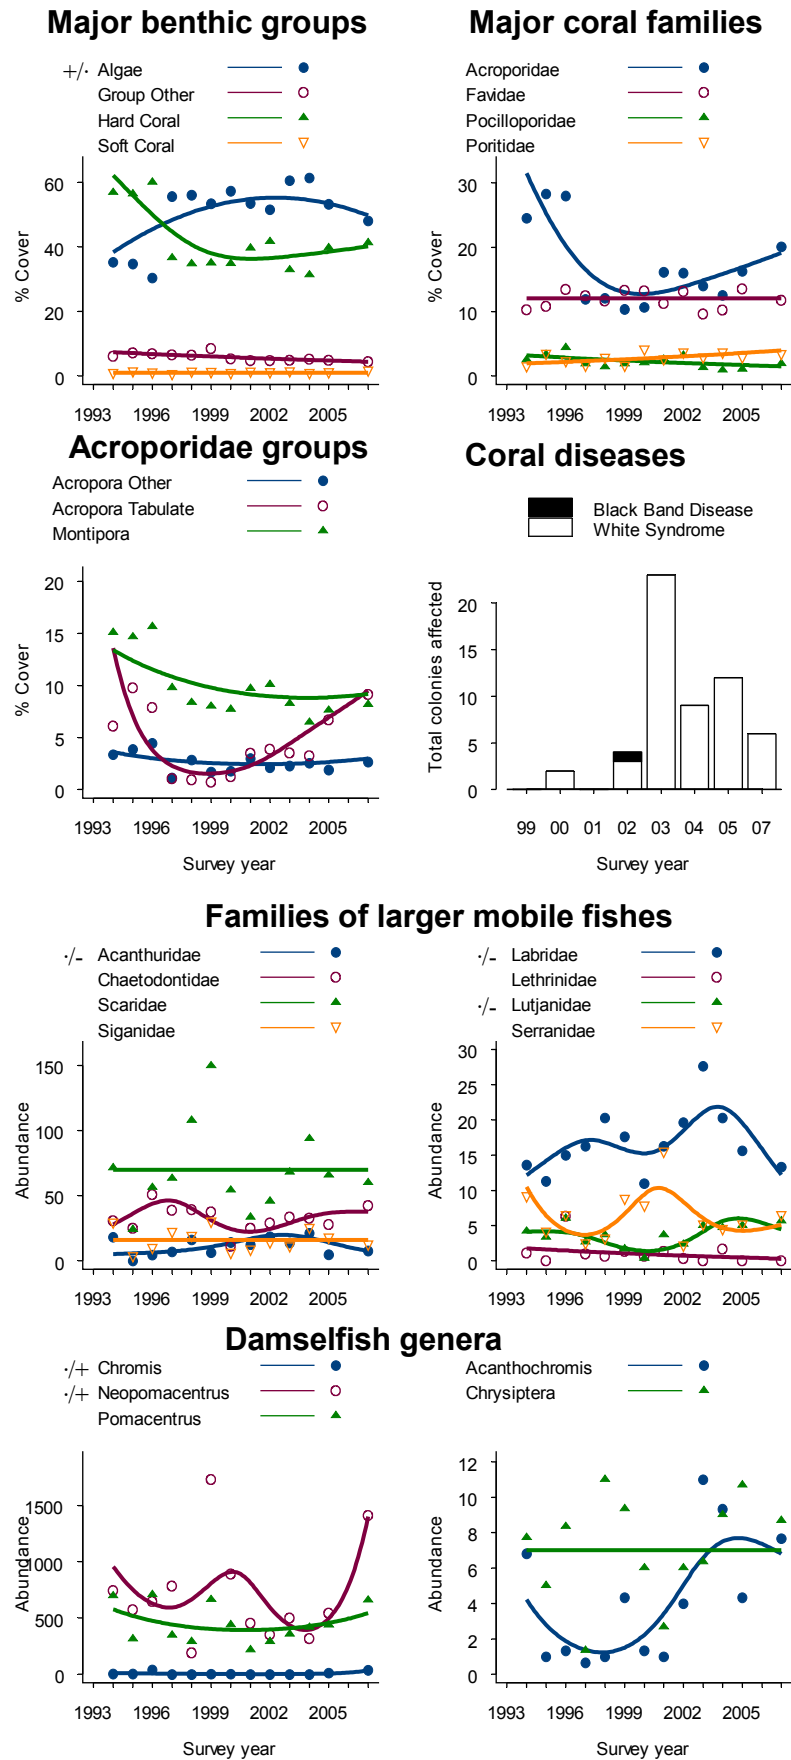 Major benthic groups
+/· Algae
Group Other
Hard Coral
Soft Coral
60
40
20
0
% Cover
1993 1996 1999 2002 2005
Major coral families
Acroporidae
Favidae
Pocilloporidae
Poritidae
30
20
10
0
% Cover
1993 1996 1999 2002 2005
Acroporidae groups
Acropora Other
Acropora Tabulate
Montipora
20
15
10
5
0
% Cover
1993 1996 1999 2002 2005
Survey year
Coral diseases
Black Band Disease
White Syndrome
20
15
10
5
0
Total colonies affected
99 00 01 02 03 04 05 07
Survey year
Families of larger mobile fishes
·/- Acanthuridae
Chaetodontidae
Scaridae
Siganidae
150
100
50
0
Abundance
1993 1996 1999 2002 2005
·/- Labridae
Lethrinidae
·/- Lutjanidae
Serranidae
30
25
20
15
10
5
0
Abundance
1993 1996 1999 2002 2005
Damselfish genera
·/+ Chromis
·/+ Neopomacentrus
Pomacentrus
1500
1000
500
0
Abundance
1993 1996 1999 2002 2005
Survey year
Acanthochromis
Chrysiptera
12
10
8
6
4
2
0
Abundance
1993 1996 1999 2002 2005
Survey year